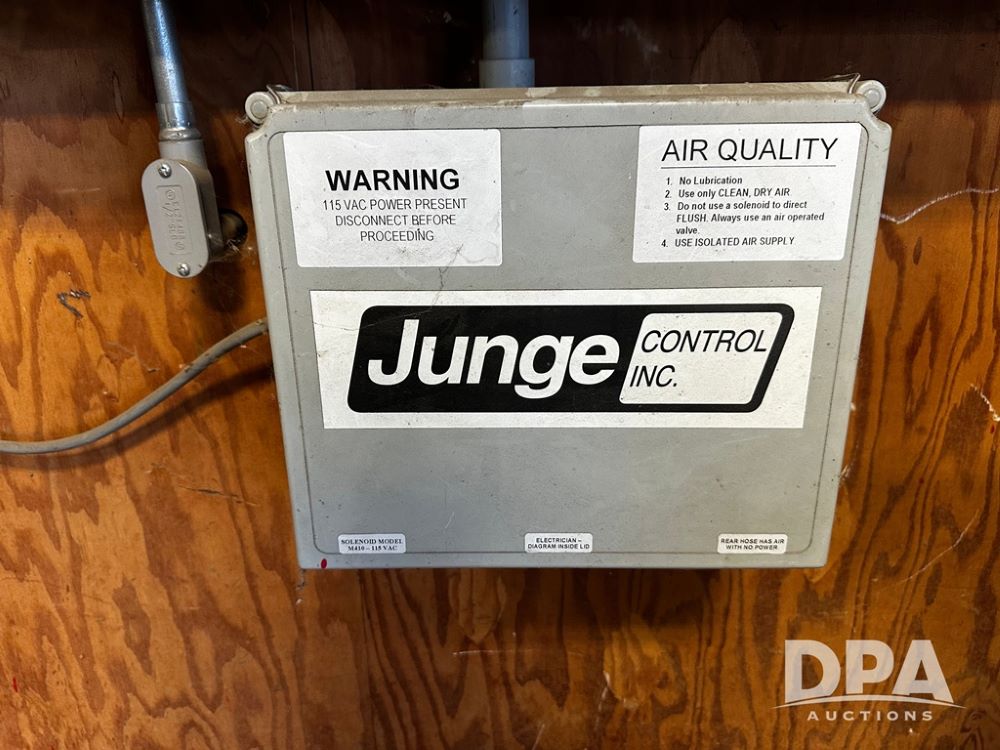 WARNING
115 VAC POWER PRESENT
DISCONNECT BEFORE
PROCEEDING
AIR QUALITY
1. No Lubrication
2. Use only CLEAN, DRY AIR
3. Do not use a solenoid to direct
FLUSH. Always use an air operated
valve.
4. USE ISOLATED AIR SUPPLY
Junge CONTROL
INC.
SOLENOID MODEL
M410 – 115 VAC
ELECTRICIAN –
DIAGRAM INSIDE LID
REAR HOSE HAS AIR
WITH NO POWER
DPA
AUCTIONS